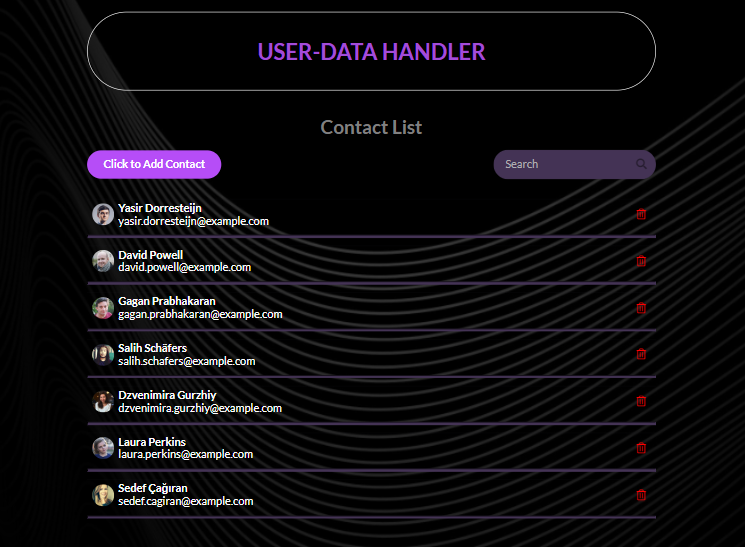 USER-DATA HANDLER
Contact List
Click to Add Contact
Search
Yasir Dorresteijn
yasir.dorresteijn@example.com
David Powell
david.powell@example.com
Gagan Prabhakaran
gagan.prabhakaran@example.com
Salih Schäfers
salih.schafers@example.com
Dzvenimira Gurzhiy
dzvenimira.gurzhiy@example.com
Laura Perkins
laura.perkins@example.com
Sedef Çağıran
sedef.cagiran@example.com